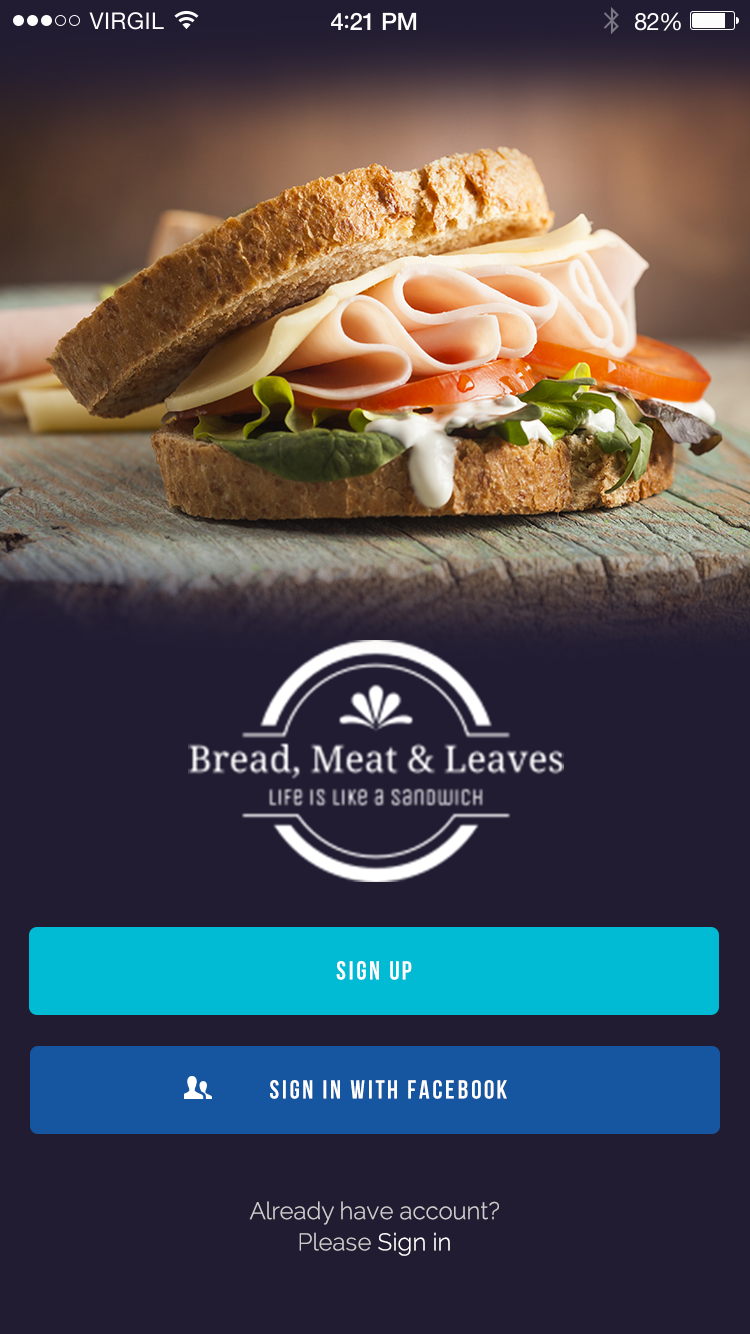 VIRGIL 4:21 PM 82%
Bread, Meat & Leaves
LIFE IS LIKE A SANDWICH
SIGN UP
SIGN IN WITH FACEBOOK
Already have account?
Please Sign in